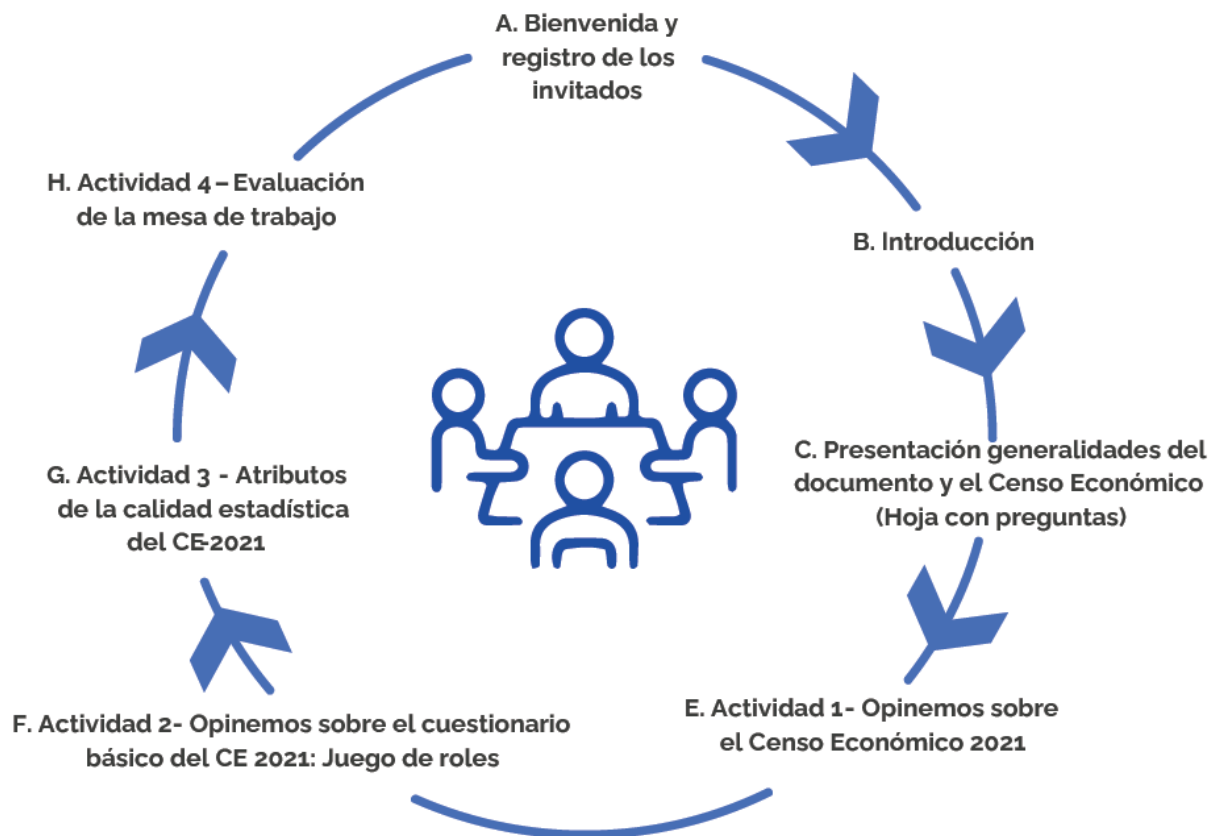 A. Bienvenida y
registro de los
invitados
B. Introducción
C. Presentación generalidades del
documento y el Censo Económico
(Hoja con preguntas)
E. Actividad 1- Opinemos sobre
el Censo Económico 2021
F. Actividad 2- Opinemos sobre el cuestionario
básico del CE 2021: Juego de roles
G. Actividad 3 - Atributos
de la calidad estadística
del CE-2021
H. Actividad 4 – Evaluación
de la mesa de trabajo